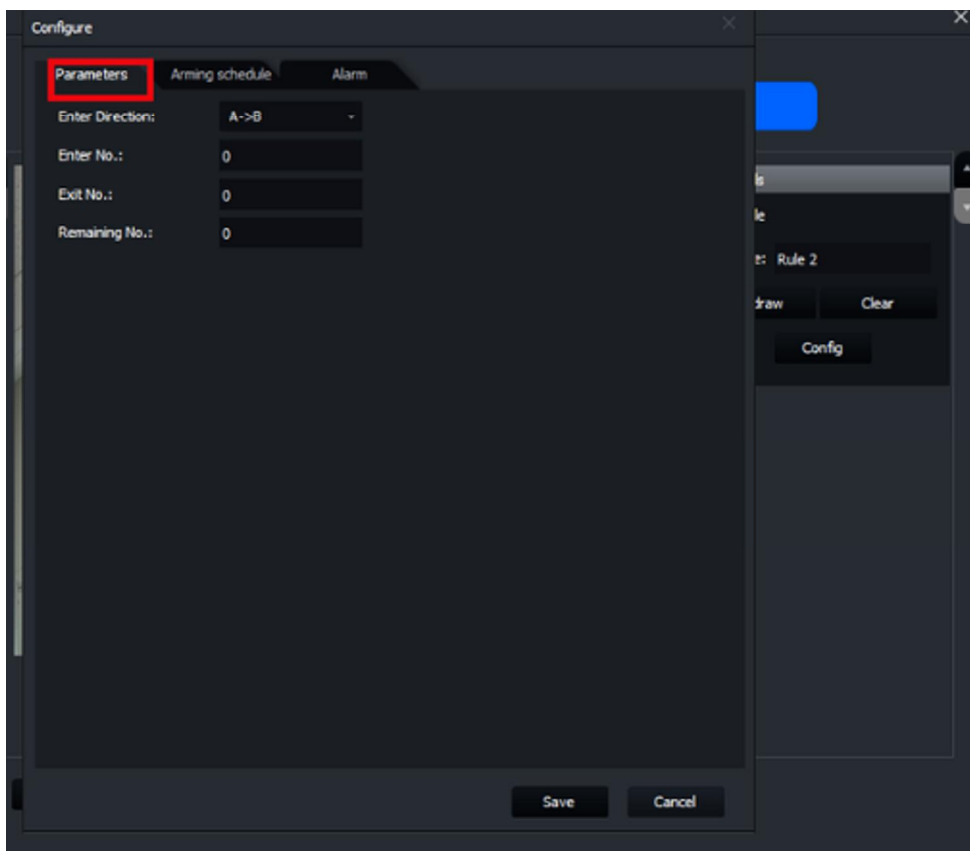 Configure
Parameters Arming schedule Alarm
Enter Direction: A->B
Enter No.: 0
Exit No.: 0
Remaining No.: 0
Rule 2
Clear
Config
Save Cancel